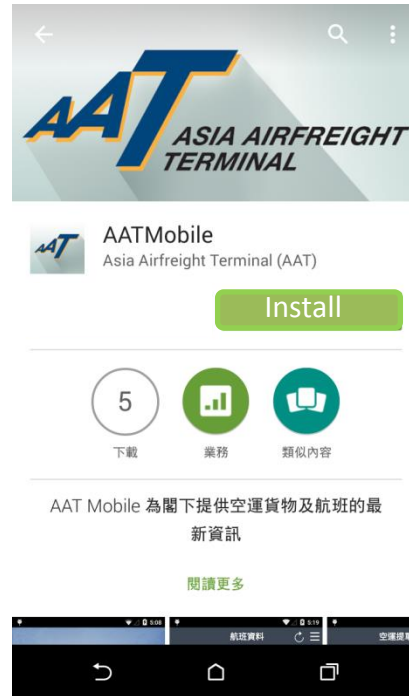 AAT
ASIA AIRFREIGHT
TERMINAL
AAT
AATMobile
Asia Airfreight Terminal (AAT)
Install
5
下載
業務
類似內容
AAT Mobile 為閣下提供空運貨物及航班的最
新資訊
閱讀更多
5:08
5:19
航班資料
空運提